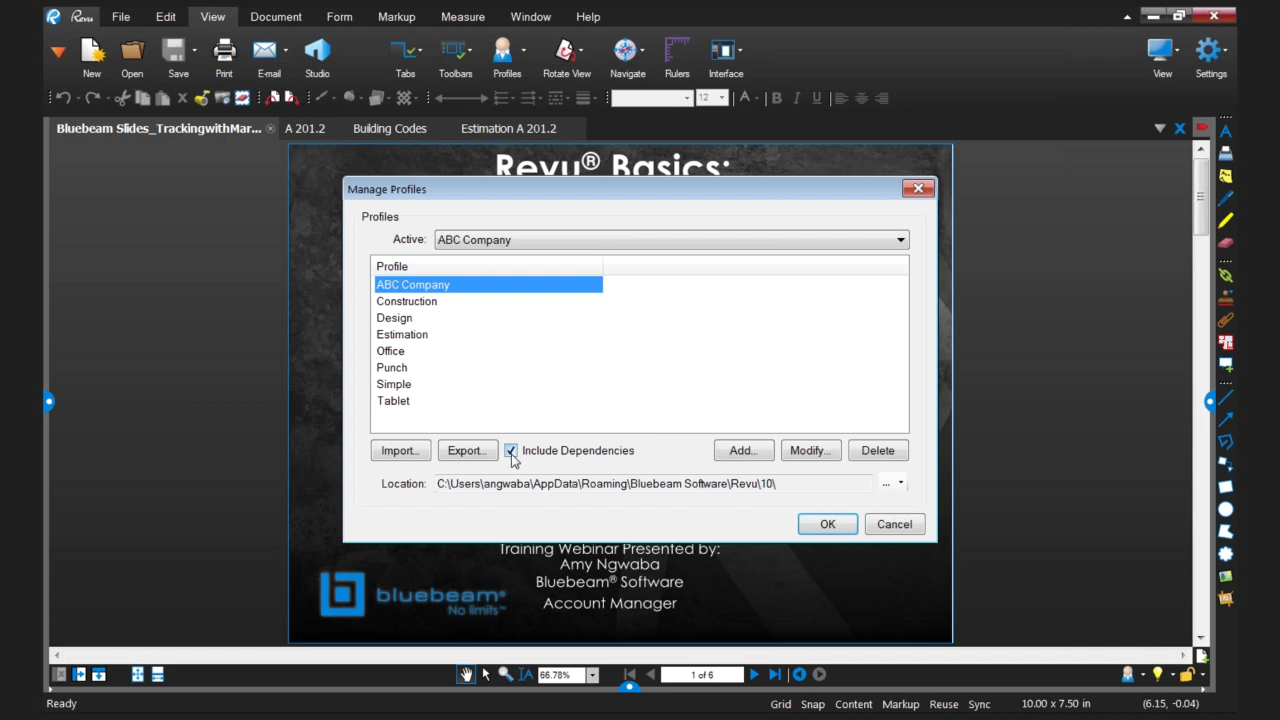 Revu File Edit View Document Form Markup Measure Window Help
New Open Save Print E-mail Studio Tabs Toolbars Profiles Rotate View Navigate Rulers Interface View Settings
12 A B I U
Bluebeam Slides_TrackingwithMar... A 201.2 Building Codes Estimation A 201.2
Revu® Basics:
Manage Profiles
Profiles
Active: ABC Company
Profile
ABC Company
Construction
Design
Estimation
Office
Punch
Simple
Tablet
Import... Export... Include Dependencies Add... Modify... Delete
Location: C:\Users\angwaba\AppData\Roaming\Bluebeam Software\Revu\10\ ...
OK Cancel
Training Webinar Presented by:
Amy Ngwaba
Bluebeam® Software
Account Manager
bluebeam®
No limits™
66.78% 1 of 6
Ready Grid Snap Content Markup Reuse Sync 10.00 x 7.50 in (6.15, -0.04)